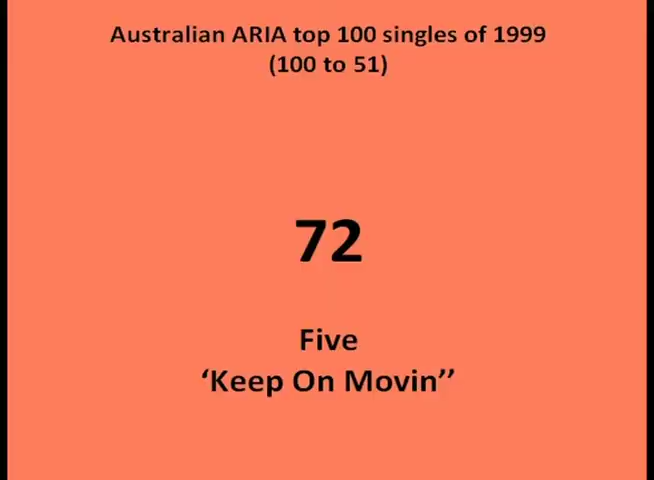 Australian ARIA top 100 singles of 1999
(100 to 51)
72
Five
‘Keep On Movin’’